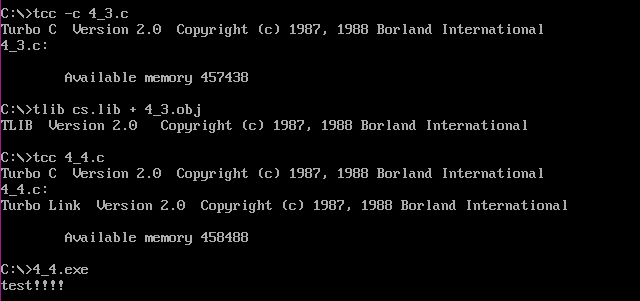 C:\>tcc -c 4_3.c
Turbo C  Version 2.0  Copyright (c) 1987, 1988 Borland International
4_3.c:
        Available memory 457438
C:\>tlib cs.lib + 4_3.obj
TLIB  Version 2.0   Copyright (c) 1987, 1988 Borland International
C:\>tcc 4_4.c
Turbo C  Version 2.0  Copyright (c) 1987, 1988 Borland International
4_4.c:
Turbo Link  Version 2.0  Copyright (c) 1987, 1988 Borland International
        Available memory 458488
C:\>4_4.exe
test!!!!